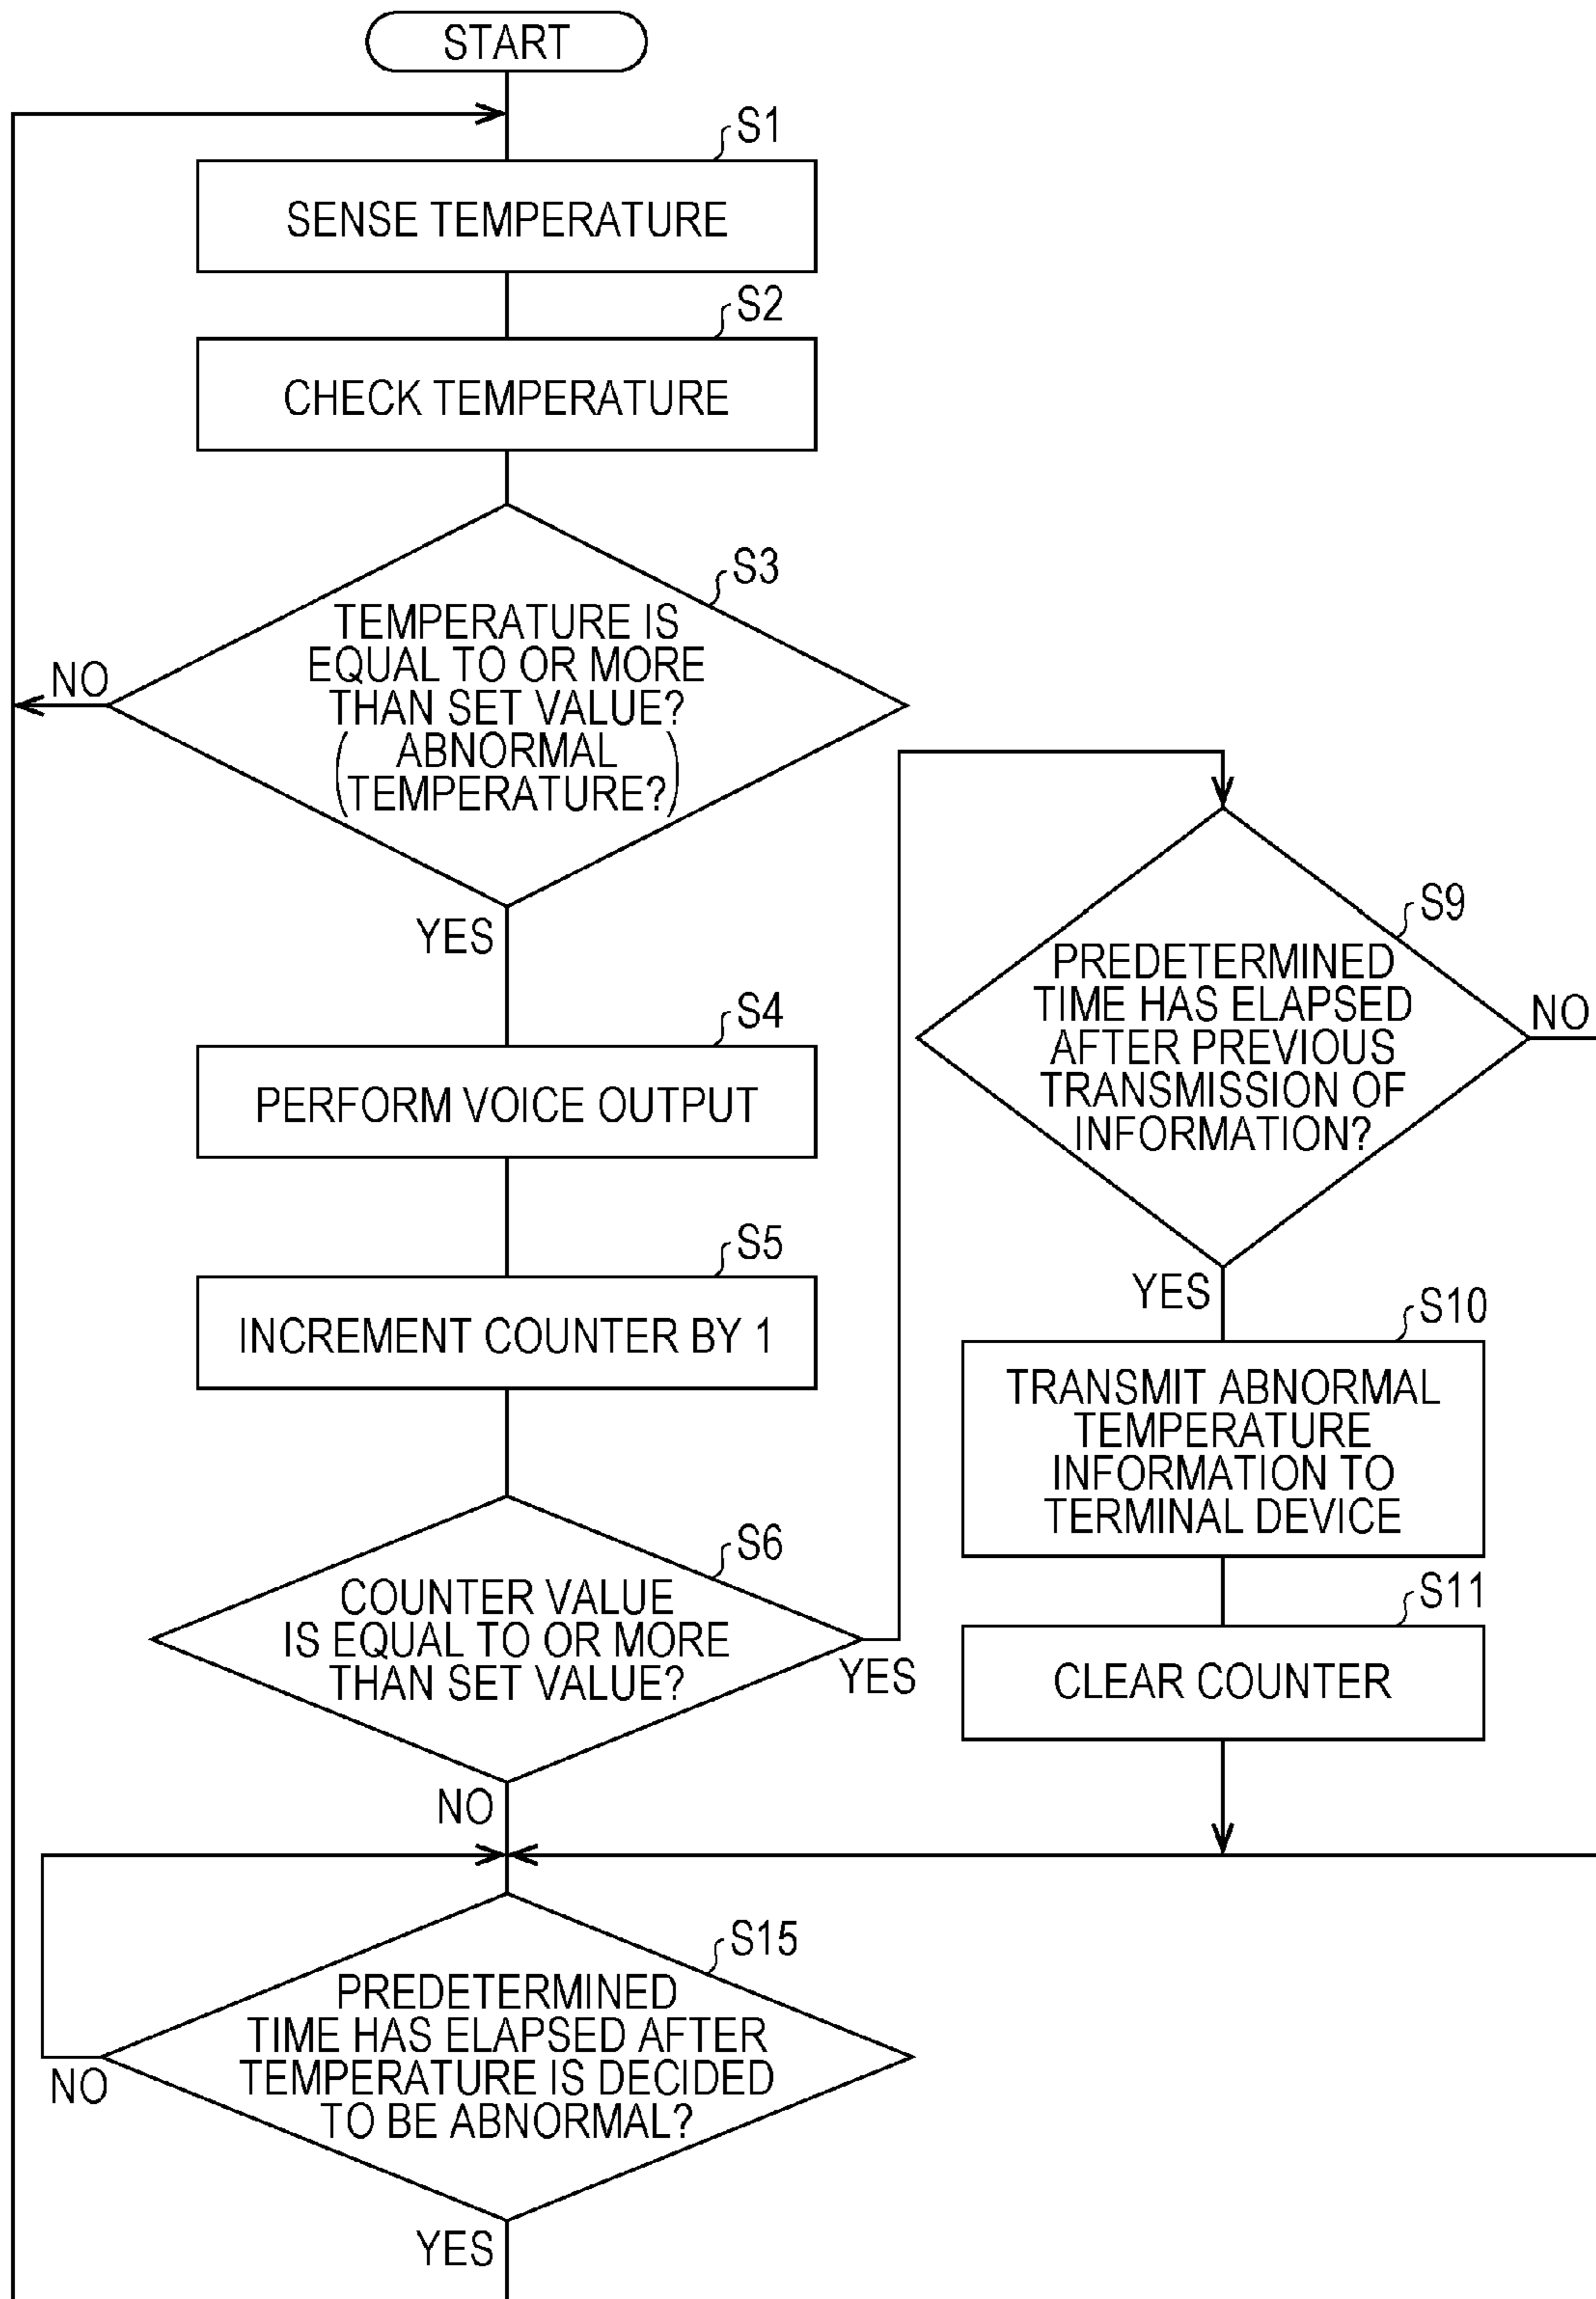 START
S1
SENSE TEMPERATURE
S2
CHECK TEMPERATURE
S3
TEMPERATURE IS
EQUAL TO OR MORE
THAN SET VALUE?
(ABNORMAL
TEMPERATURE?)
NO
YES
S4
PERFORM VOICE OUTPUT
S5
INCREMENT COUNTER BY 1
S6
COUNTER VALUE
IS EQUAL TO OR MORE
THAN SET VALUE?
YES
NO
S9
PREDETERMINED
TIME HAS ELAPSED
AFTER PREVIOUS
TRANSMISSION OF
INFORMATION?
NO
YES
S10
TRANSMIT ABNORMAL
TEMPERATURE
INFORMATION TO
TERMINAL DEVICE
S11
CLEAR COUNTER
S15
PREDETERMINED
TIME HAS ELAPSED AFTER
TEMPERATURE IS DECIDED
TO BE ABNORMAL?
NO
YES